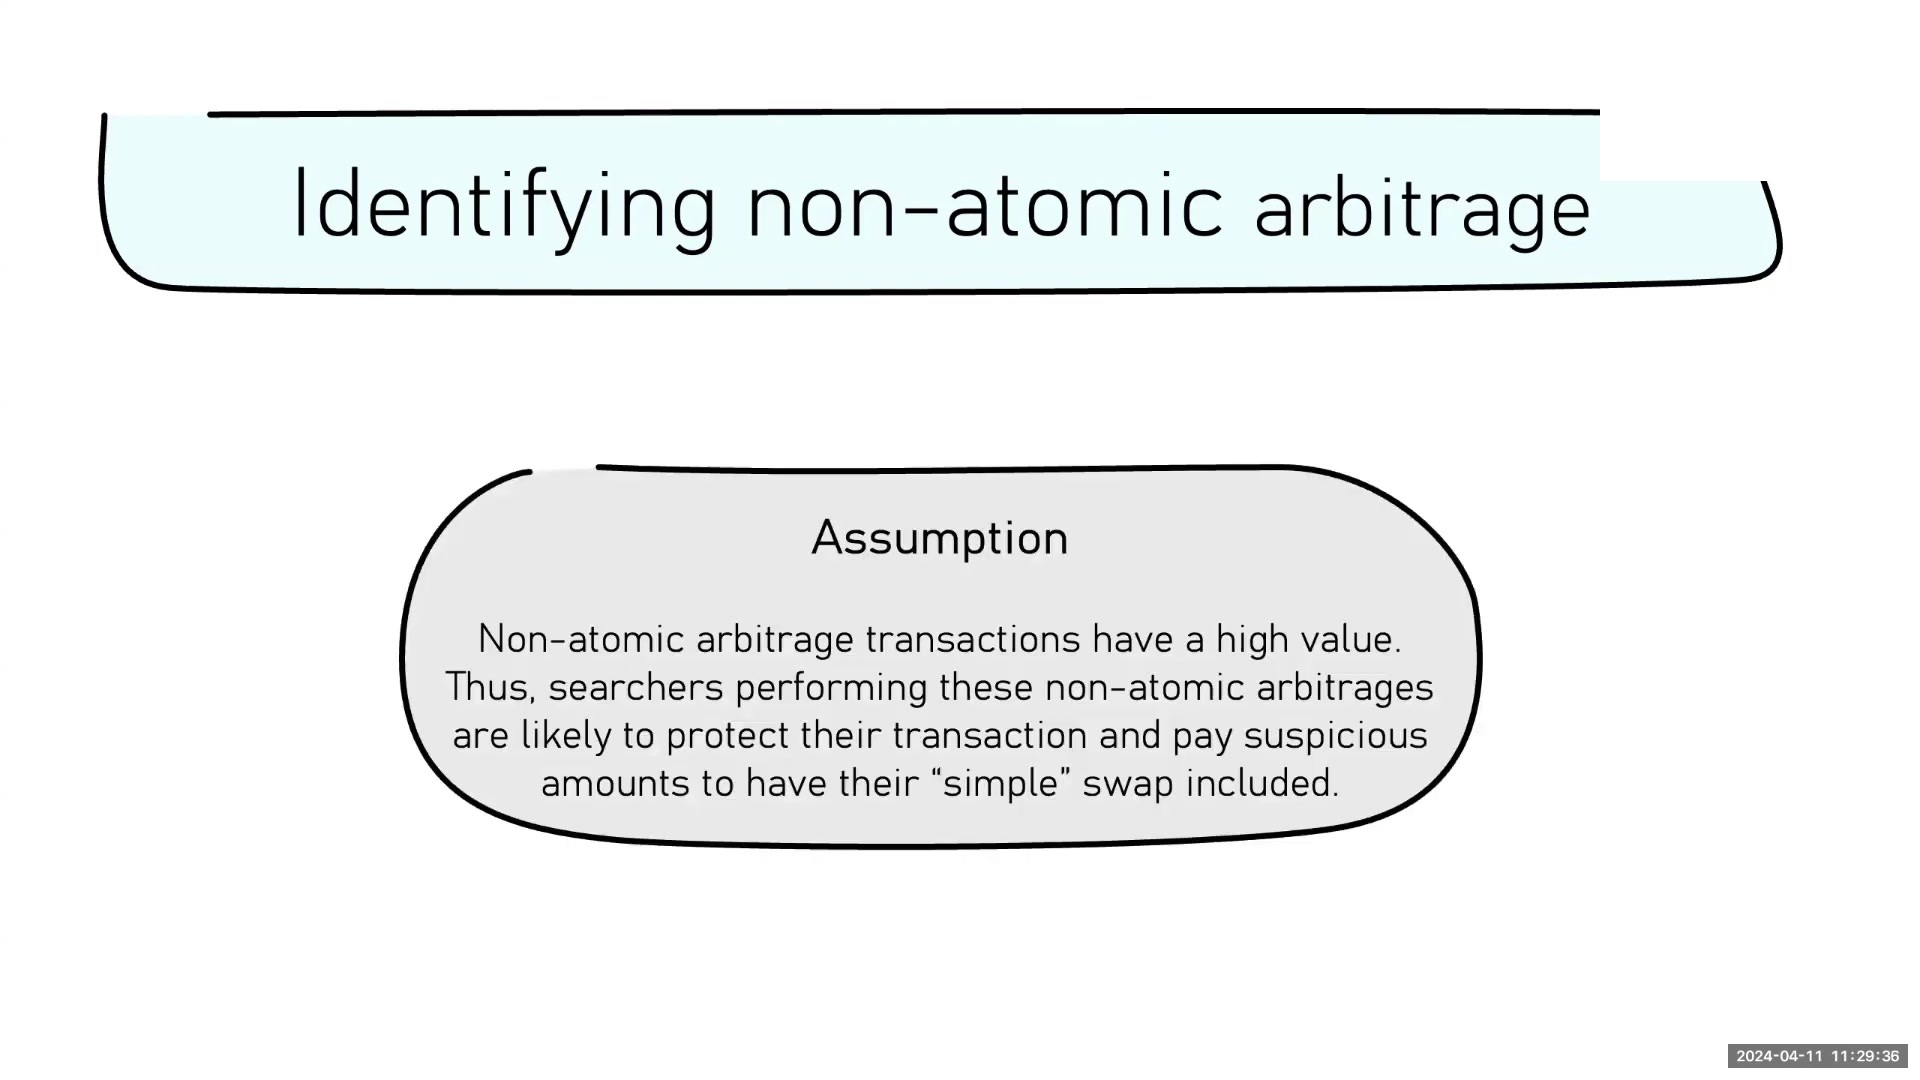 Identifying non-atomic arbitrage
Assumption
Non-atomic arbitrage transactions have a high value.
Thus, searchers performing these non-atomic arbitrages
are likely to protect their transaction and pay suspicious
amounts to have their “simple” swap included.
2024-04-11 11:29:36